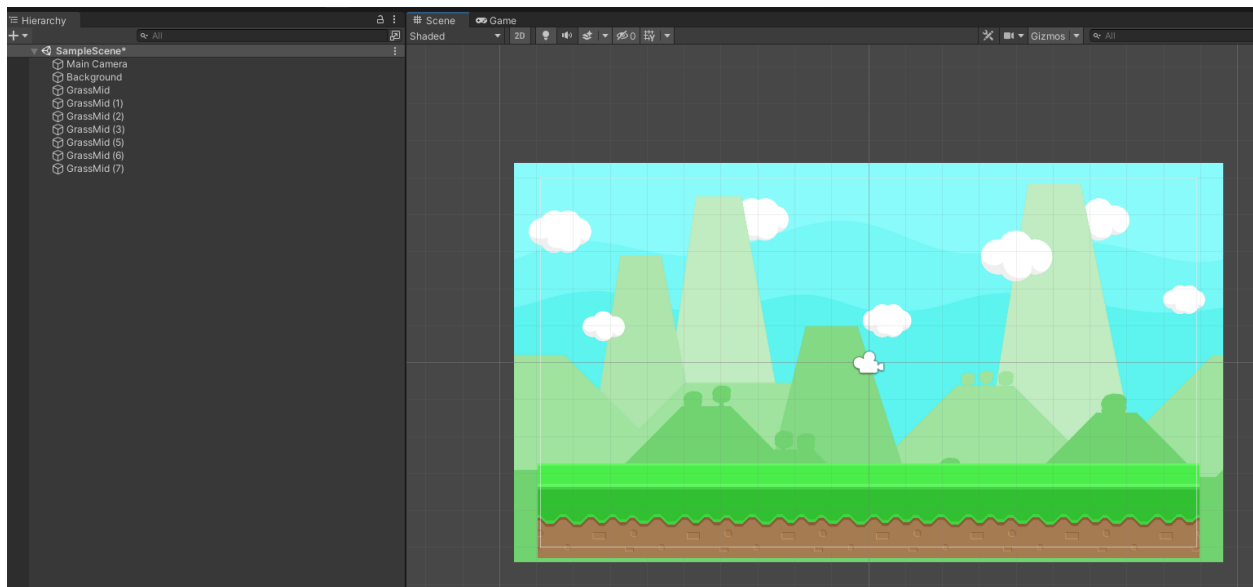 Hierarchy
All
SampleScene*
Main Camera
Background
GrassMid
GrassMid (1)
GrassMid (2)
GrassMid (3)
GrassMid (5)
GrassMid (6)
GrassMid (7)
Scene Game
Shaded 2D 0 Gizmos All